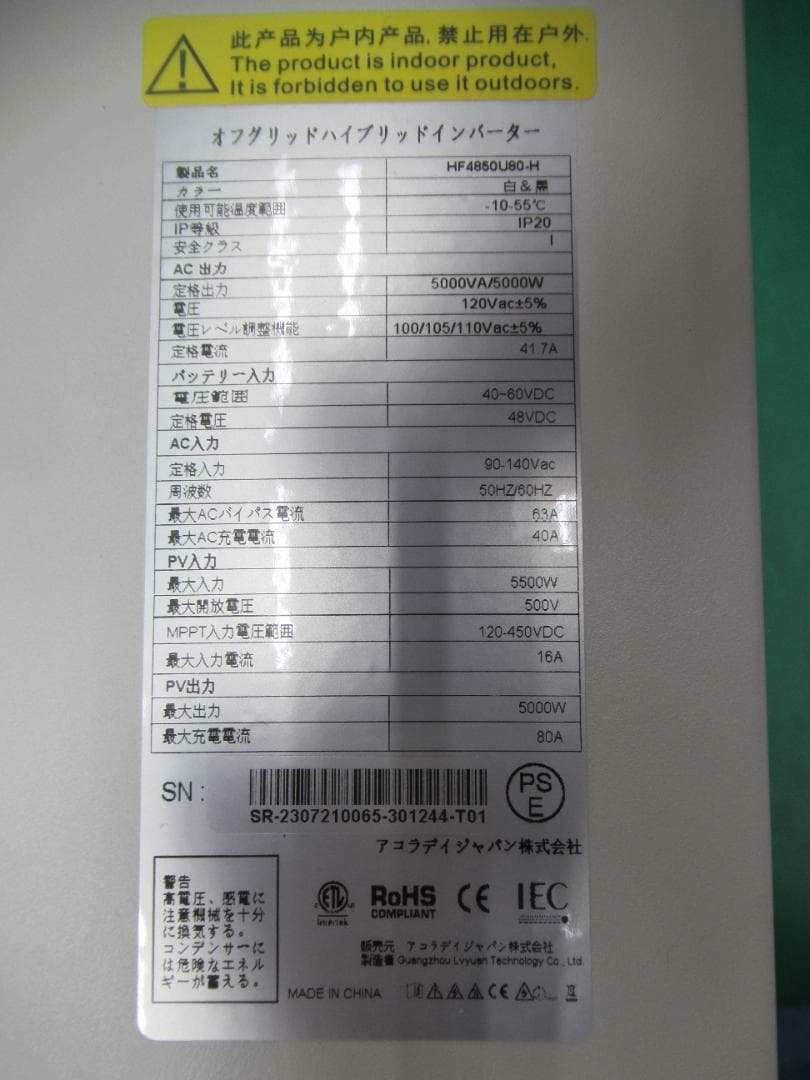 此产品为户内产品,禁止用在户外.
The product is indoor product,
It is forbidden to use it outdoors.
オフグリッドハイブリッドインバーター
製品名 HF4850U80-H
カラー 白&黒
使用可能温度範囲 -10-55℃
IP等級 IP20
安全クラス I
AC 出力
定格出力 5000VA/5000W
電圧 120Vac±5%
電圧レベル調整機能 100/105/110Vac±5%
定格電流 41.7A
バッテリー入力
電圧範囲 40~60VDC
定格電圧 48VDC
AC入力
定格入力 90-140Vac
周波数 50HZ/60HZ
最大ACバイパス電流 63A
最大AC充電電流 40A
PV入力
最大入力 5500W
最大開放電圧 500V
MPPT入力電圧範囲 120-450VDC
最大入力電流 16A
PV出力
最大出力 5000W
最大充電電流 80A
SN :
SR-2307210065-301244-T01
PS
E
アコラデイジャパン株式会社
警告
高電圧、感電に
注意機械を十分
に換気する。
コンデンサーに
は危険なエネル
ギーが蓄える。
ETL
Intertek
RoHS
COMPLIANT
CE
IEC
販売元 アコラデイジャパン株式会社
製造者 Guangzhou Lvyuan Technology Co., Ltd.
MADE IN CHINA CE